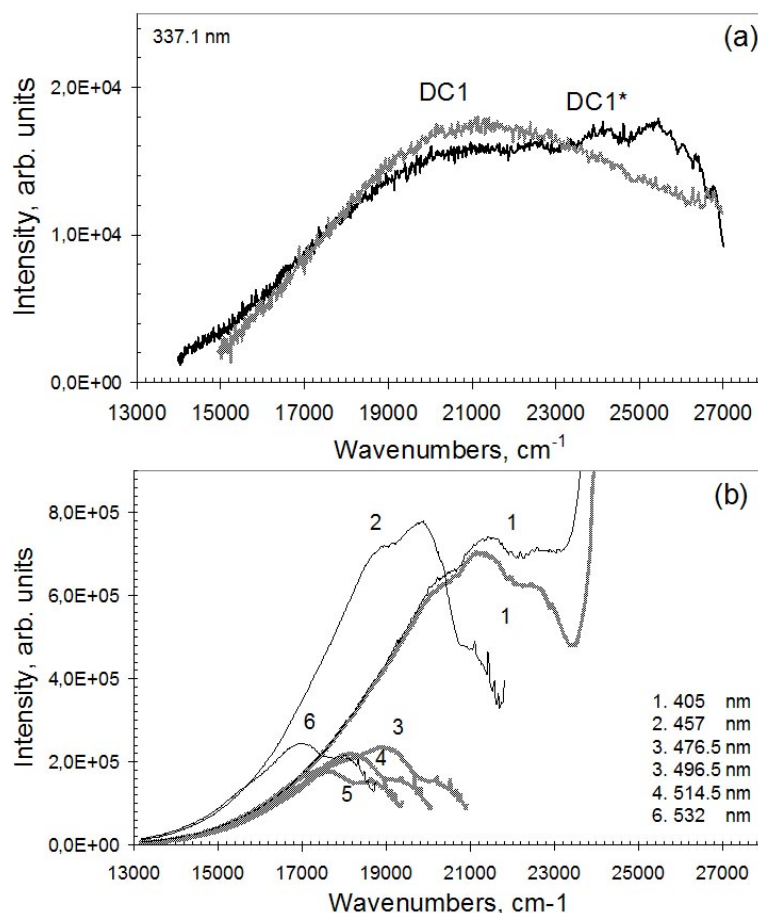 337.1 nm
(a)
DC1
DC1*
Intensity, arb. units
2,0E+04
1,0E+04
0,0E+00
13000 15000 17000 19000 21000 23000 25000 27000
Wavenumbers, cm-1
(b)
Intensity, arb. units
8,0E+05
6,0E+05
4,0E+05
2,0E+05
0,0E+00
2
1
1
6
3
4
5
1. 405 nm
2. 457 nm
3. 476.5 nm
3. 496.5 nm
4. 514.5 nm
6. 532 nm
13000 15000 17000 19000 21000 23000 25000 27000
Wavenumbers, cm-1